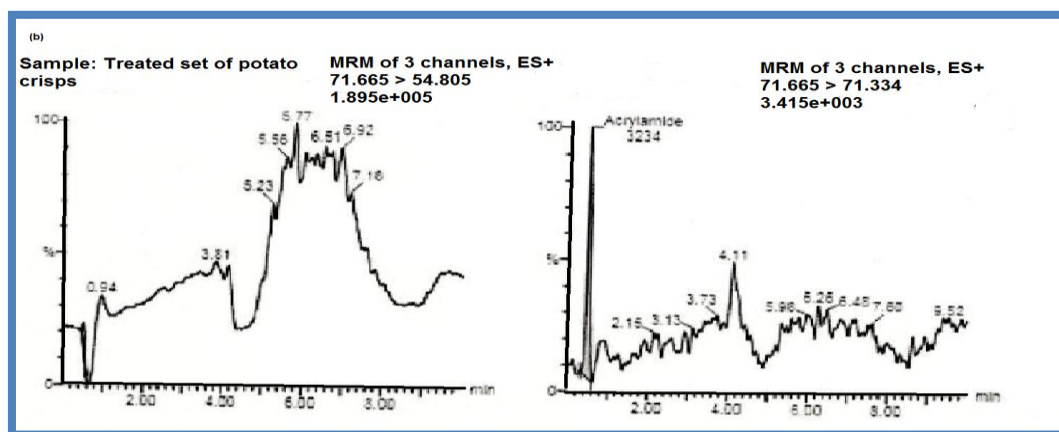 (b)
Sample: Treated set of potato
crisps
MRM of 3 channels, ES+
71.665 > 54.805
1.895e+005
100
%
0
0.94
3.81
5.23
5.56
5.77
6.51
6.92
7.16
2.00
4.00
6.00
8.00
min
MRM of 3 channels, ES+
71.665 > 71.334
3.415e+003
Acrylamide
3234
100
%
0
2.15
3.13
3.73
4.11
5.98
6.26
6.45
7.60
9.52
2.00
4.00
6.00
8.00
min